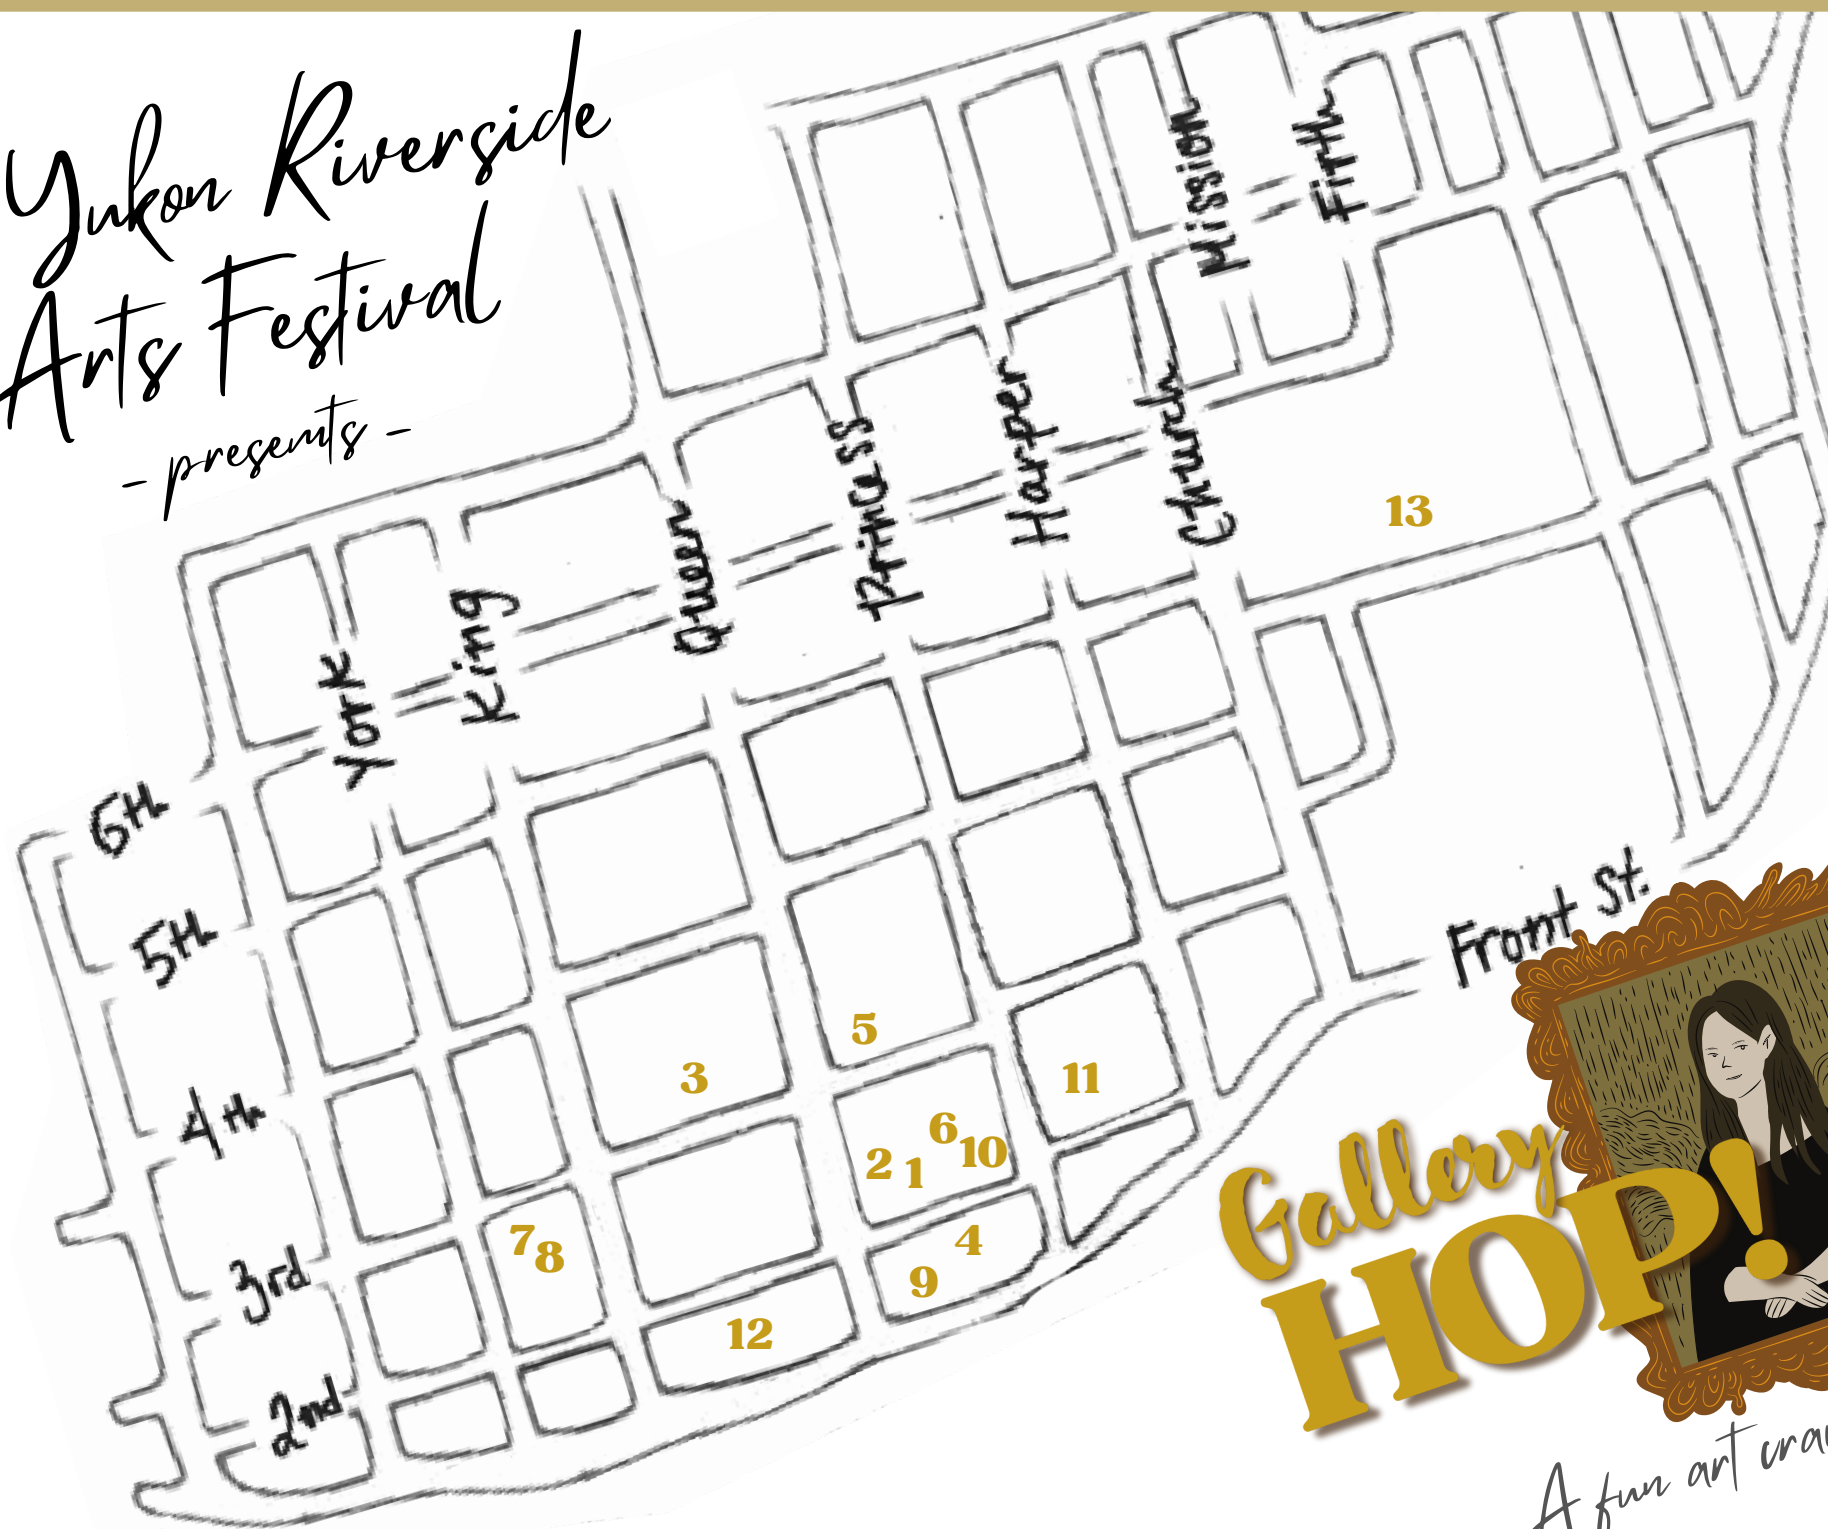 Yukon Riverside
Arts Festival
- presents -
Mission
Firth
Harper
Church
Princess
Queen
King
York
13
6th
5th
4th
3rd
2nd
Front St.
5
3
11
6
10
2
1
7
8
4
9
12
Gallery
HOP!
A fun art